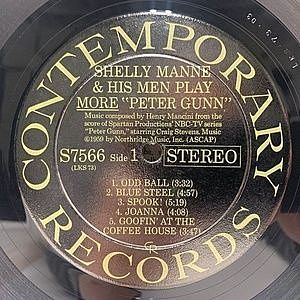 CONTEMPORARY
SHELLY MANNE
& HIS MEN PLAY
MORE "PETER GUNN"
Music composed by Henry Mancini from the
score of Spartan Productions' NBC-TV series
"Peter Gunn," starring Craig Stevens. Music
©1959 by Northridge Music, Inc. (ASCAP)
S7566 Side 1 STEREO
(LKS 73)
1. ODD BALL (3:32)
2. BLUE STEEL (4:57)
3. SPOOK! (5:19)
4. JOANNA (4:08)
5. GOOFIN' AT THE
COFFEE HOUSE (3:47)
CR
RECORDS